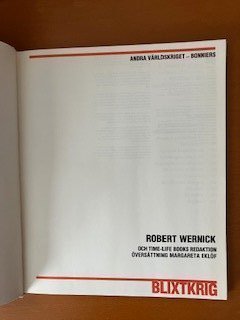 ANDRA VÄRLDSKRIGET – BONNIERS
ROBERT WERNICK
OCH TIME-LIFE BOOKS REDAKTION
ÖVERSÄTTNING MARGARETA EKLÖF
BLIXTKRIG